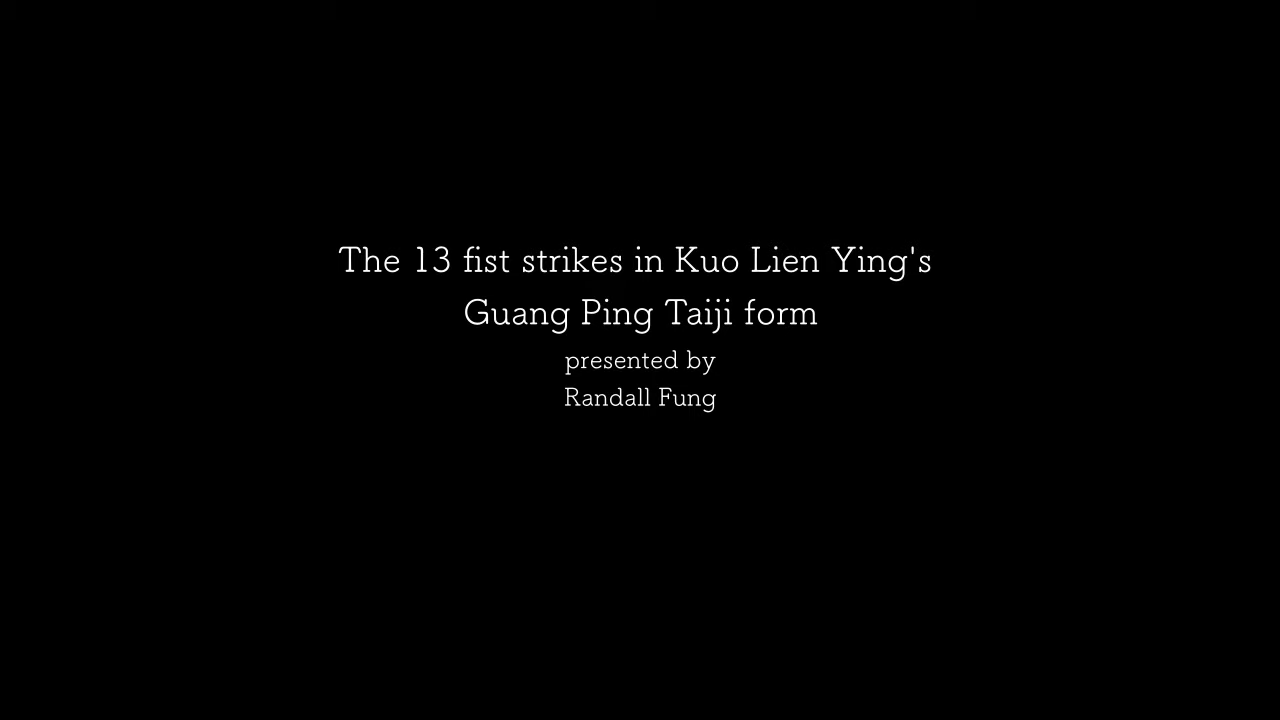 The 13 fist strikes in Kuo Lien Ying's
Guang Ping Taiji form
presented by
Randall Fung